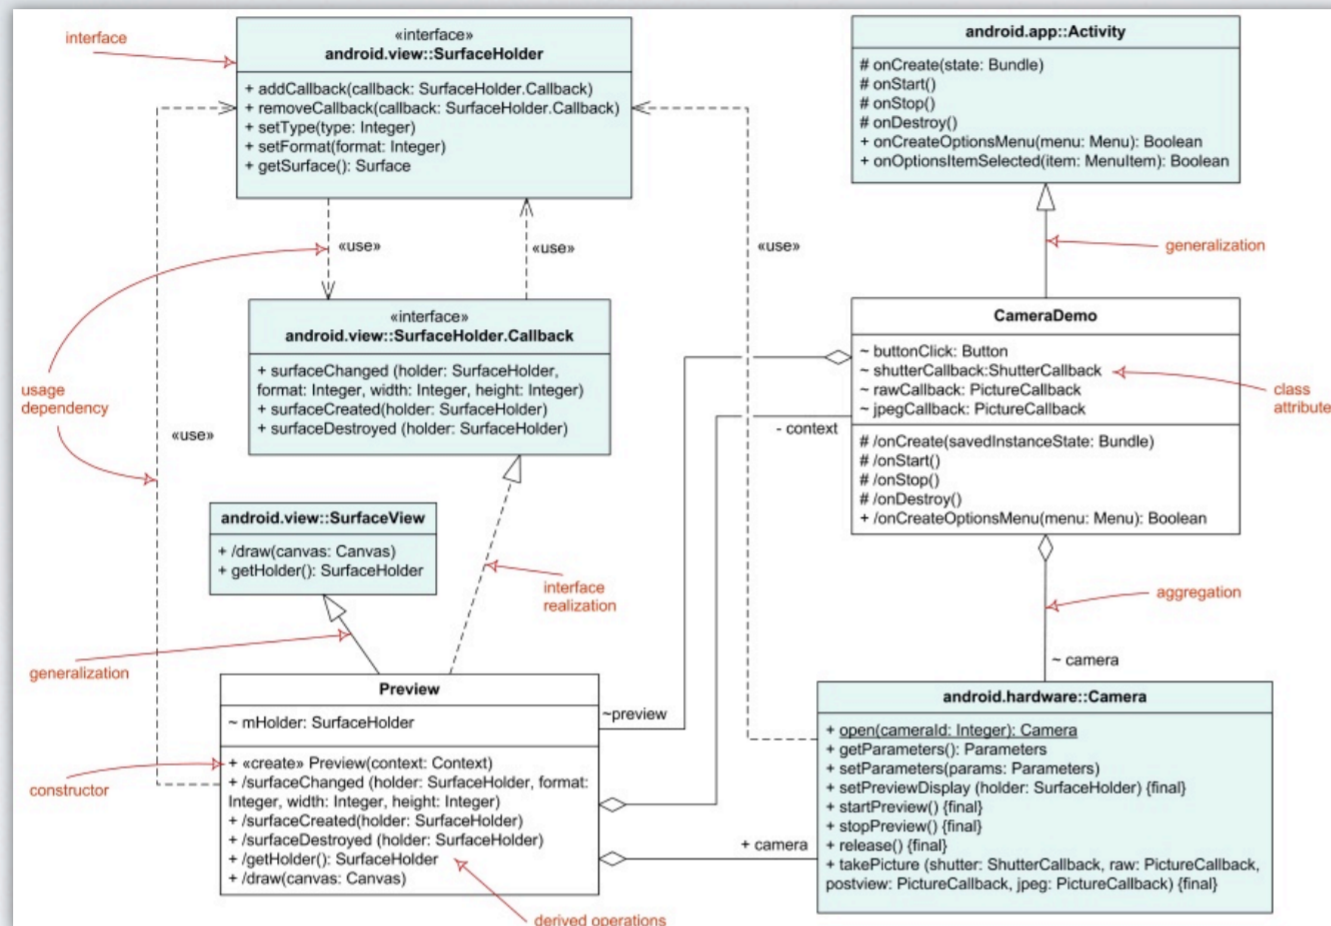 interface
«interface»
android.view::SurfaceHolder
+ addCallback(callback: SurfaceHolder.Callback)
+ removeCallback(callback: SurfaceHolder.Callback)
+ setType(type: Integer)
+ setFormat(format: Integer)
+ getSurface(): Surface
android.app::Activity
# onCreate(state: Bundle)
# onStart()
# onStop()
# onDestroy()
+ onCreateOptionsMenu(menu: Menu): Boolean
+ onOptionsItemSelected(item: MenuItem): Boolean
«use»
«use»
«use»
generalization
«interface»
android.view::SurfaceHolder.Callback
+ surfaceChanged (holder: SurfaceHolder,
format: Integer, width: Integer, height: Integer)
+ surfaceCreated(holder: SurfaceHolder)
+ surfaceDestroyed (holder: SurfaceHolder)
CameraDemo
~ buttonClick: Button
~ shutterCallback:ShutterCallback
~ rawCallback: PictureCallback
~ jpegCallback: PictureCallback
# /onCreate(savedInstanceState: Bundle)
# /onStart()
# /onStop()
# /onDestroy()
+ /onCreateOptionsMenu(menu: Menu): Boolean
class
attribute
usage
dependency
«use»
- context
android.view::SurfaceView
+ /draw(canvas: Canvas)
+ getHolder(): SurfaceHolder
interface
realization
aggregation
generalization
~ camera
Preview
~ mHolder: SurfaceHolder
+ «create» Preview(context: Context)
+ /surfaceChanged (holder: SurfaceHolder, format:
Integer, width: Integer, height: Integer)
+ /surfaceCreated(holder: SurfaceHolder)
+ /surfaceDestroyed (holder: SurfaceHolder)
+ /getHolder(): SurfaceHolder
+ /draw(canvas: Canvas)
~preview
constructor
+ camera
derived operations
android.hardware::Camera
+ open(cameraId: Integer): Camera
+ getParameters(): Parameters
+ setParameters(params: Parameters)
+ setPreviewDisplay (holder: SurfaceHolder) {final}
+ startPreview() {final}
+ stopPreview() {final}
+ release() {final}
+ takePicture (shutter: ShutterCallback, raw: PictureCallback,
postview: PictureCallback, jpeg: PictureCallback) {final}